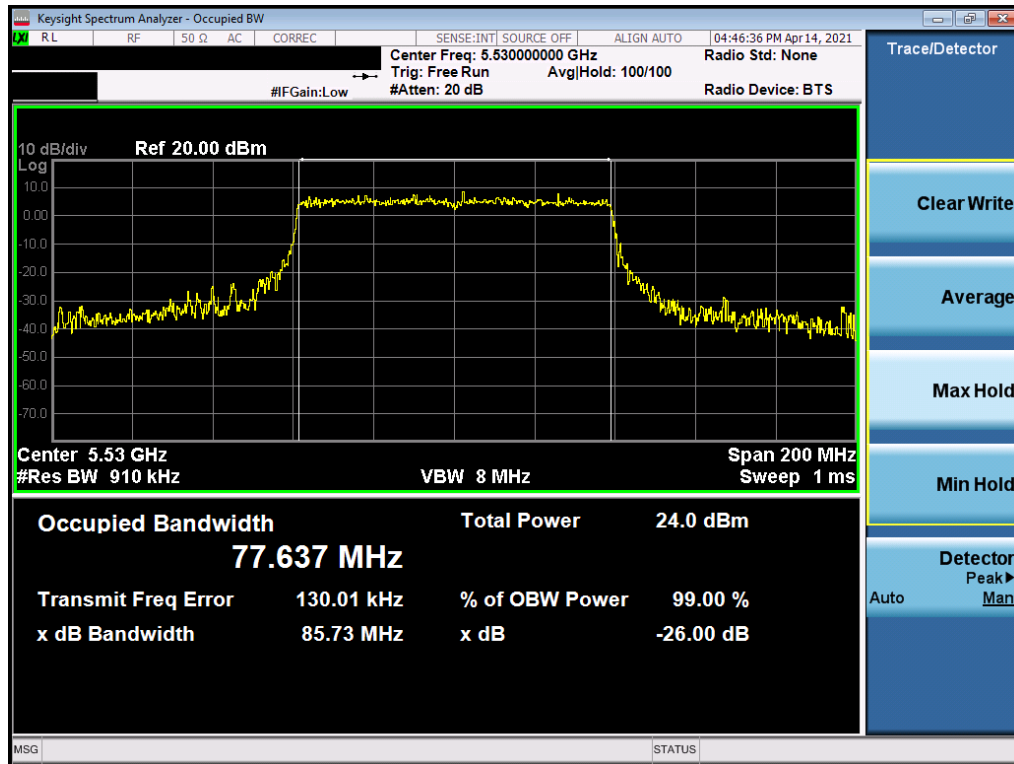 Keysight Spectrum Analyzer - Occupied BW
LXI RL RF 50 Ω AC CORREC SENSE:INT SOURCE OFF ALIGN AUTO 04:46:36 PM Apr 14, 2021
Center Freq: 5.530000000 GHz Radio Std: None
Trig: Free Run Avg|Hold: 100/100
#IFGain:Low #Atten: 20 dB Radio Device: BTS
Trace/Detector
10 dB/div Ref 20.00 dBm
Log
10.0
0.00
-10.0
-20.0
-30.0
-40.0
-50.0
-60.0
-70.0
Center 5.53 GHz Span 200 MHz
#Res BW 910 kHz VBW 8 MHz Sweep 1 ms
Clear Write
Average
Max Hold
Min Hold
Detector
Peak▶
Auto Man
Occupied Bandwidth Total Power 24.0 dBm
77.637 MHz
Transmit Freq Error 130.01 kHz % of OBW Power 99.00 %
x dB Bandwidth 85.73 MHz x dB -26.00 dB
MSG STATUS